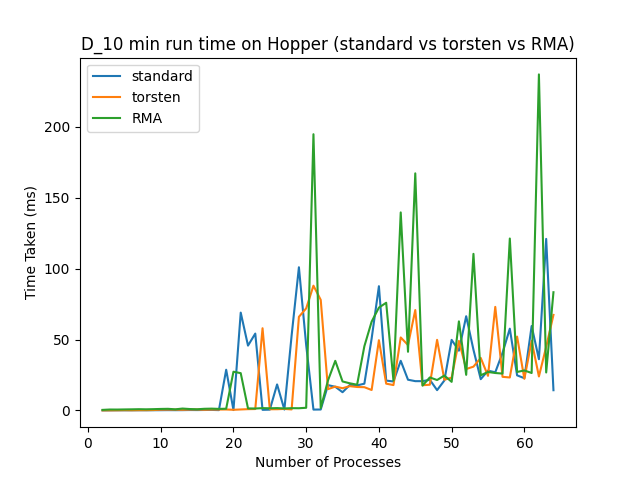 D_10 min run time on Hopper (standard vs torsten vs RMA)
standard
torsten
RMA
Time Taken (ms)
200
150
100
50
0
0 10 20 30 40 50 60
Number of Processes